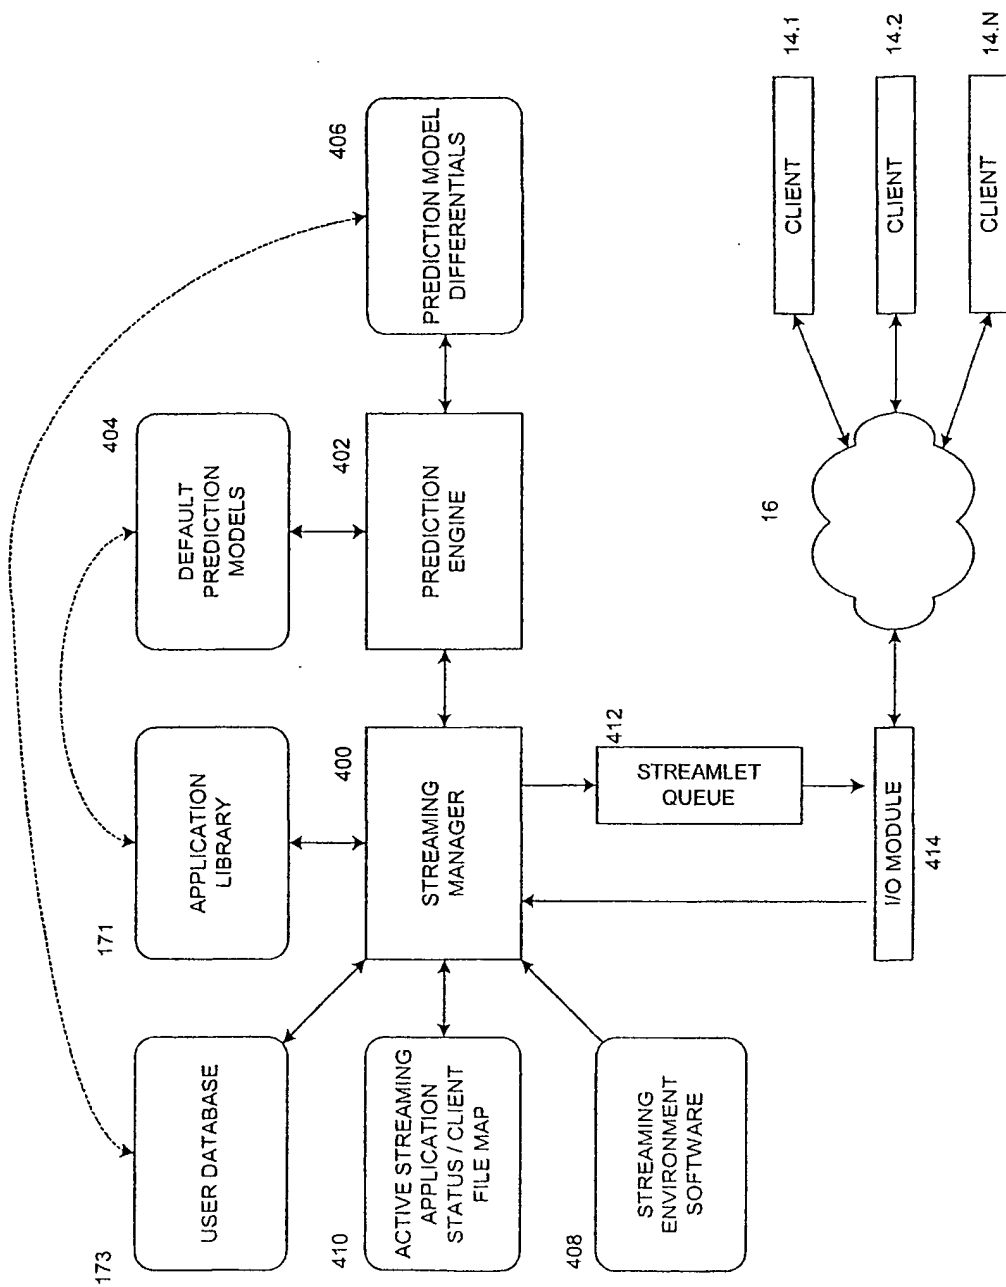 406
PREDICTION MODEL
DIFFERENTIALS
404
DEFAULT
PREDICTION
MODELS
402
PREDICTION
ENGINE
171
APPLICATION
LIBRARY
400
STREAMING
MANAGER
173
USER DATABASE
410
ACTIVE STREAMING
APPLICATION
STATUS / CLIENT
FILE MAP
408
STREAMING
ENVIRONMENT
SOFTWARE
412
STREAMLET
QUEUE
I/O MODULE
414
16
CLIENT
14.1
CLIENT
14.2
CLIENT
14.N